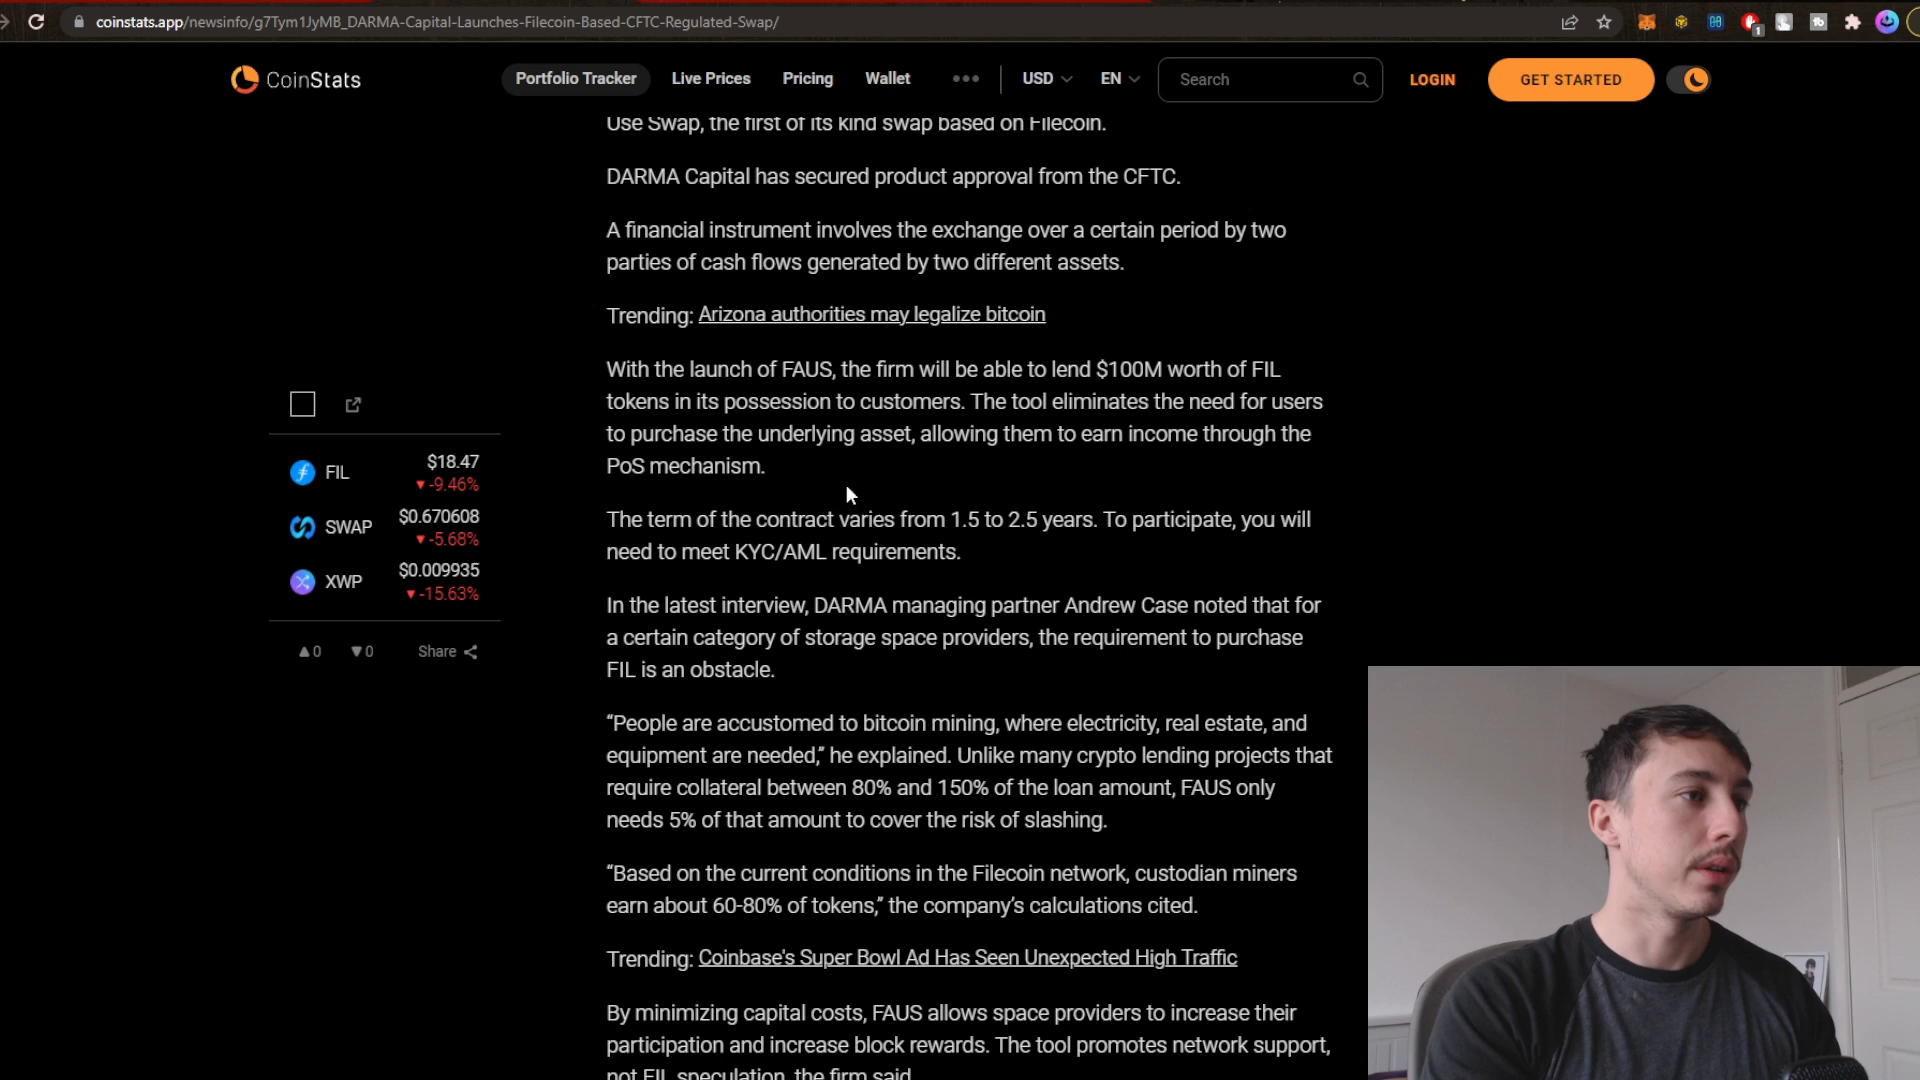 coinstats.app/newsinfo/g7Tym1JyMB_DARMA-Capital-Launches-Filecoin-Based-CFTC-Regulated-Swap/
1
CoinStats
Portfolio Tracker
Live Prices
Pricing
Wallet
USD
EN
Search
LOGIN
GET STARTED
Use Swap, the first of its kind swap based on Filecoin.
DARMA Capital has secured product approval from the CFTC.
A financial instrument involves the exchange over a certain period by two
parties of cash flows generated by two different assets.
Trending: Arizona authorities may legalize bitcoin
With the launch of FAUS, the firm will be able to lend $100M worth of FIL
tokens in its possession to customers. The tool eliminates the need for users
to purchase the underlying asset, allowing them to earn income through the
PoS mechanism.
The term of the contract varies from 1.5 to 2.5 years. To participate, you will
need to meet KYC/AML requirements.
In the latest interview, DARMA managing partner Andrew Case noted that for
a certain category of storage space providers, the requirement to purchase
FIL is an obstacle.
“People are accustomed to bitcoin mining, where electricity, real estate, and
equipment are needed,” he explained. Unlike many crypto lending projects that
require collateral between 80% and 150% of the loan amount, FAUS only
needs 5% of that amount to cover the risk of slashing.
“Based on the current conditions in the Filecoin network, custodian miners
earn about 60-80% of tokens,” the company’s calculations cited.
Trending: Coinbase's Super Bowl Ad Has Seen Unexpected High Traffic
By minimizing capital costs, FAUS allows space providers to increase their
participation and increase block rewards. The tool promotes network support,
not FIL speculation, the firm said.
FIL
$18.47
▼-9.46%
SWAP
$0.670608
▼-5.68%
XWP
$0.009935
▼-15.63%
▲0
▼0
Share